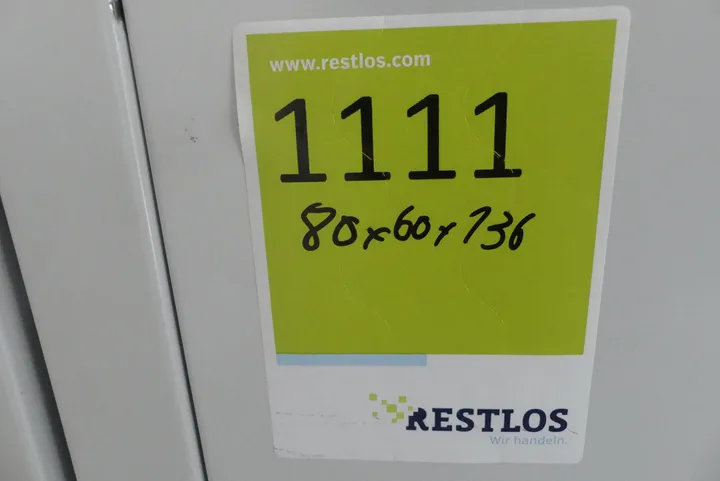 www.restlos.com
1111
80x60x136
RESTLOS
Wir handeln.